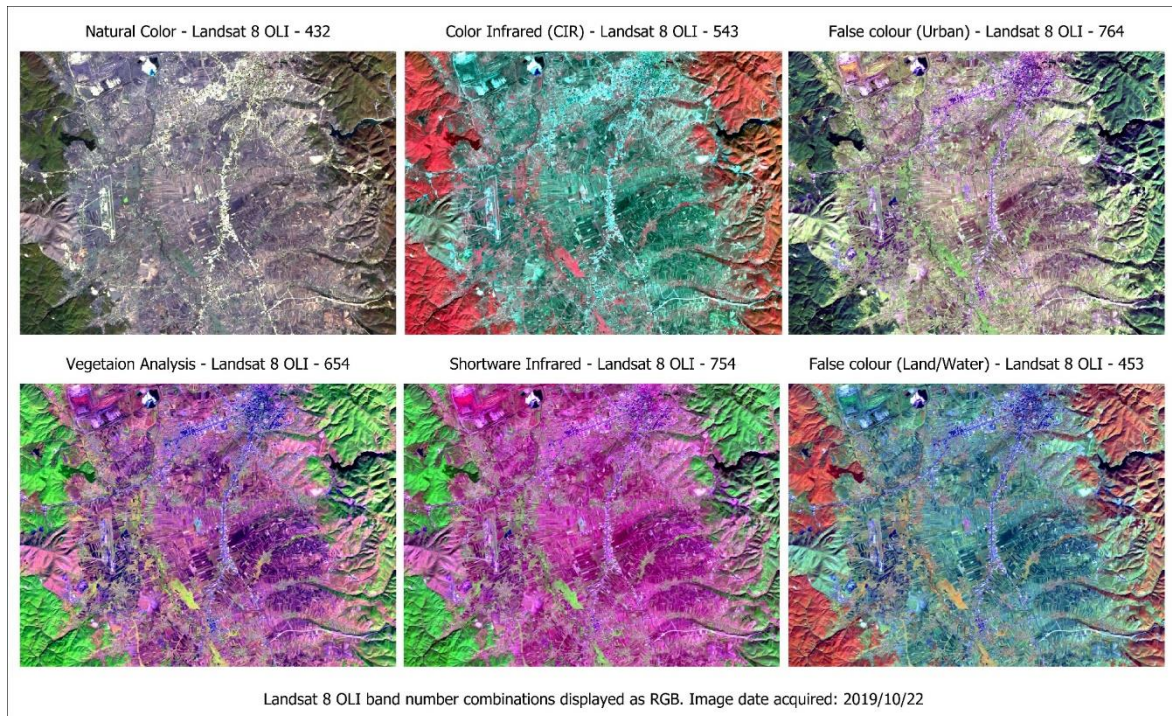 Natural Color - Landsat 8 OLI - 432
Color Infrared (CIR) - Landsat 8 OLI - 543
False colour (Urban) - Landsat 8 OLI - 764
Vegetaion Analysis - Landsat 8 OLI - 654
Shortware Infrared - Landsat 8 OLI - 754
False colour (Land/Water) - Landsat 8 OLI - 453
Landsat 8 OLI band number combinations displayed as RGB. Image date acquired: 2019/10/22